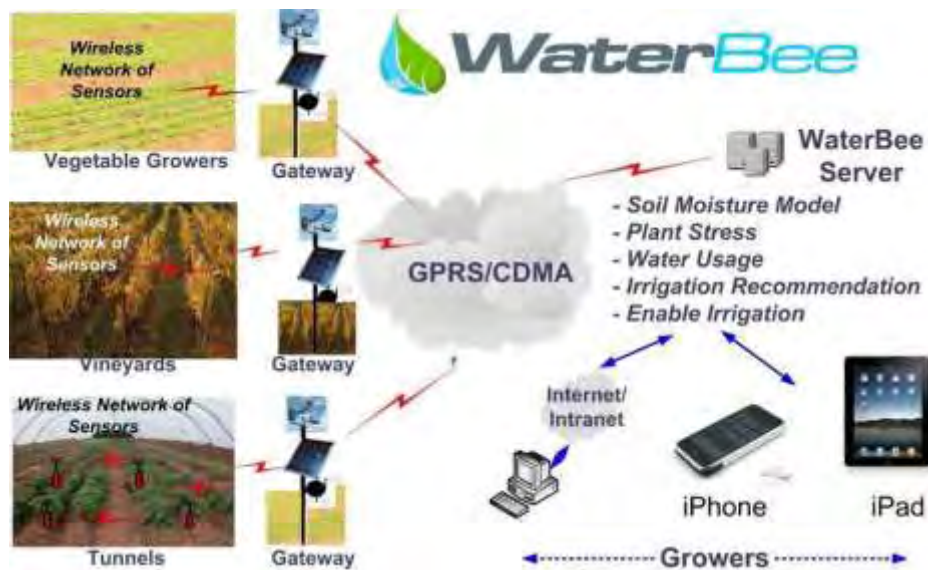 Wireless
Network of
Sensors
Vegetable Growers
Gateway
WaterBee
WaterBee
Server
- Soil Moisture Model
- Plant Stress
- Water Usage
- Irrigation Recommendation
- Enable Irrigation
Wireless
Network of
Sensors
Vineyards
Gateway
GPRS/CDMA
Wireless Network of
Sensors
Tunnels
Gateway
Internet/
Intranet
iPhone
iPad
Growers